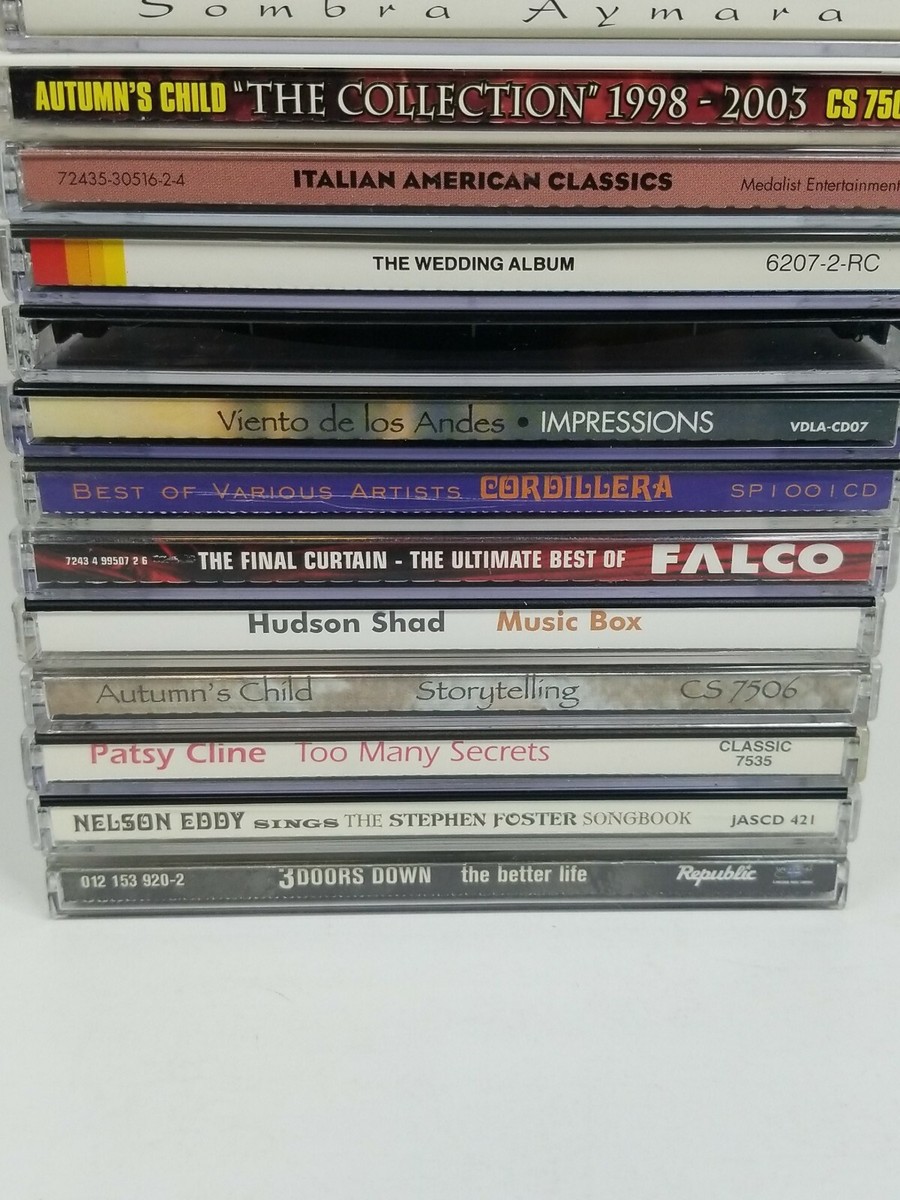 Sombra Aymara
AUTUMN'S CHILD "THE COLLECTION" 1998 - 2003 CS 750
72435-30516-2-4 ITALIAN AMERICAN CLASSICS Medalist Entertainment
THE WEDDING ALBUM 6207-2-RC
Viento de los Andes • IMPRESSIONS VDLA-CD07
BEST OF VARIOUS ARTISTS CORDILLERA SP1001CD
7243 4 99507 2 6 THE FINAL CURTAIN - THE ULTIMATE BEST OF FALCO
Hudson Shad Music Box
Autumn's Child Storytelling CS 7506
Patsy Cline Too Many Secrets CLASSIC
7535
NELSON EDDY SINGS THE STEPHEN FOSTER SONGBOOK JASCD 421
012 153 920-2 3 DOORS DOWN the better life Republic